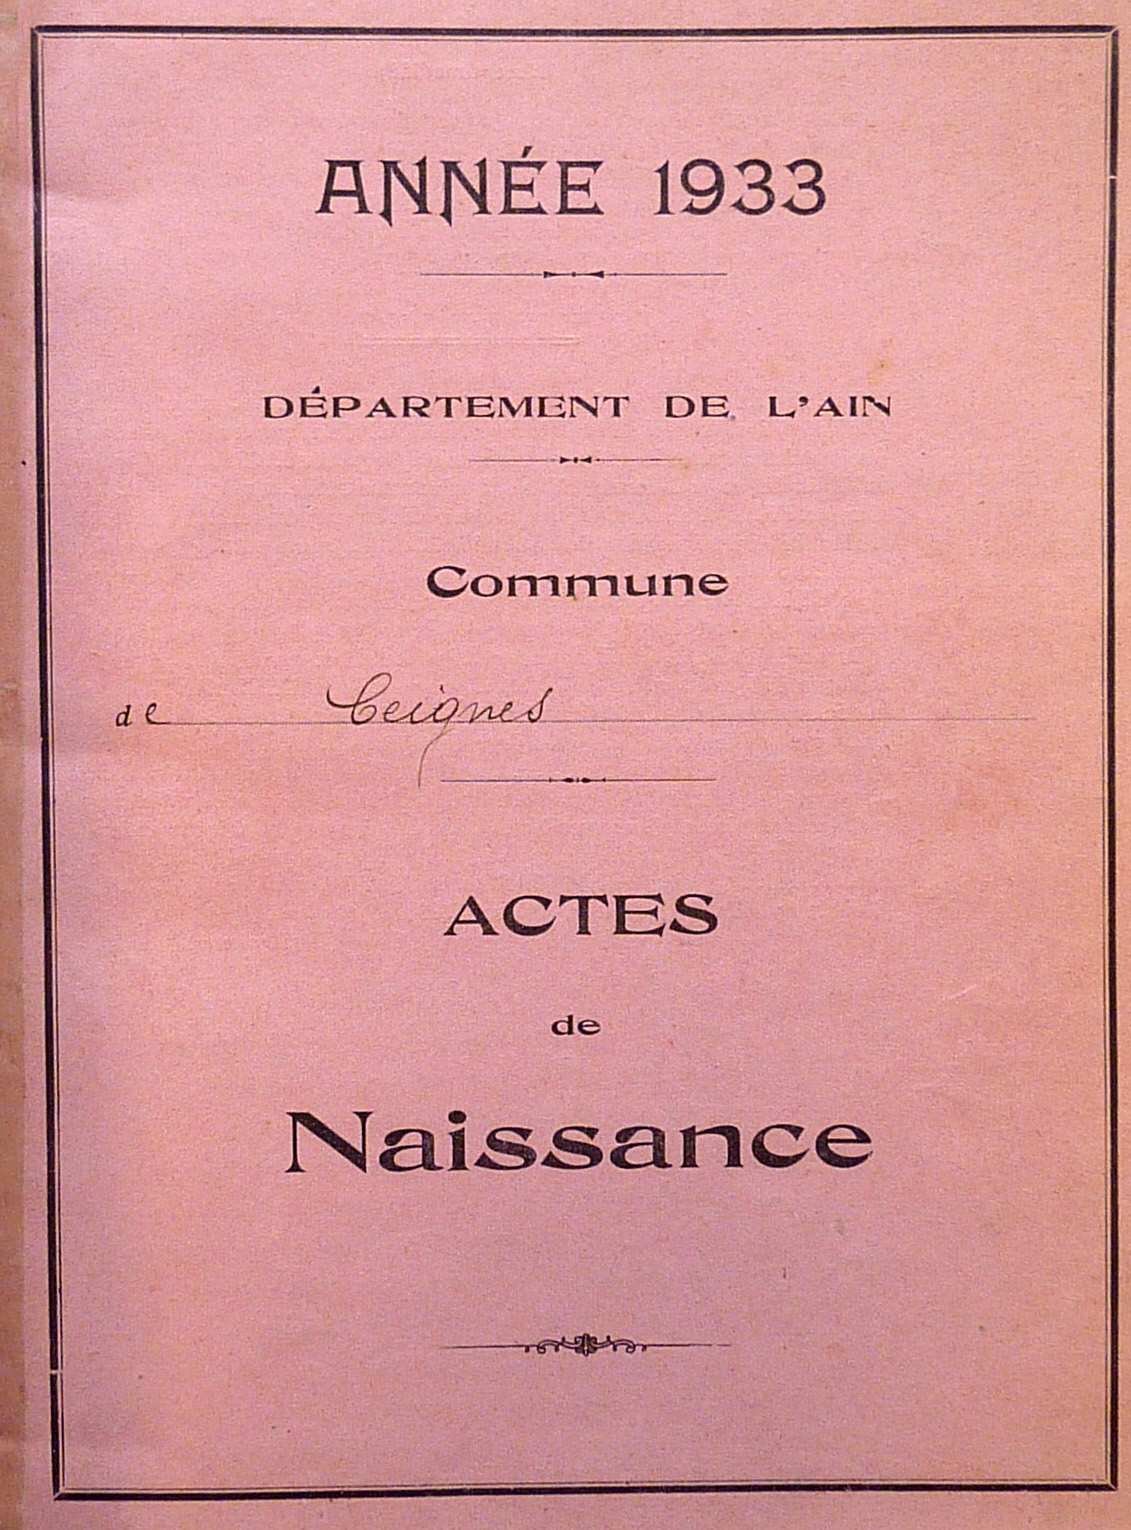 ANNÉE 1933
DÉPARTEMENT DE L'AIN
Commune
de Ceignes
ACTES
de
Naissance